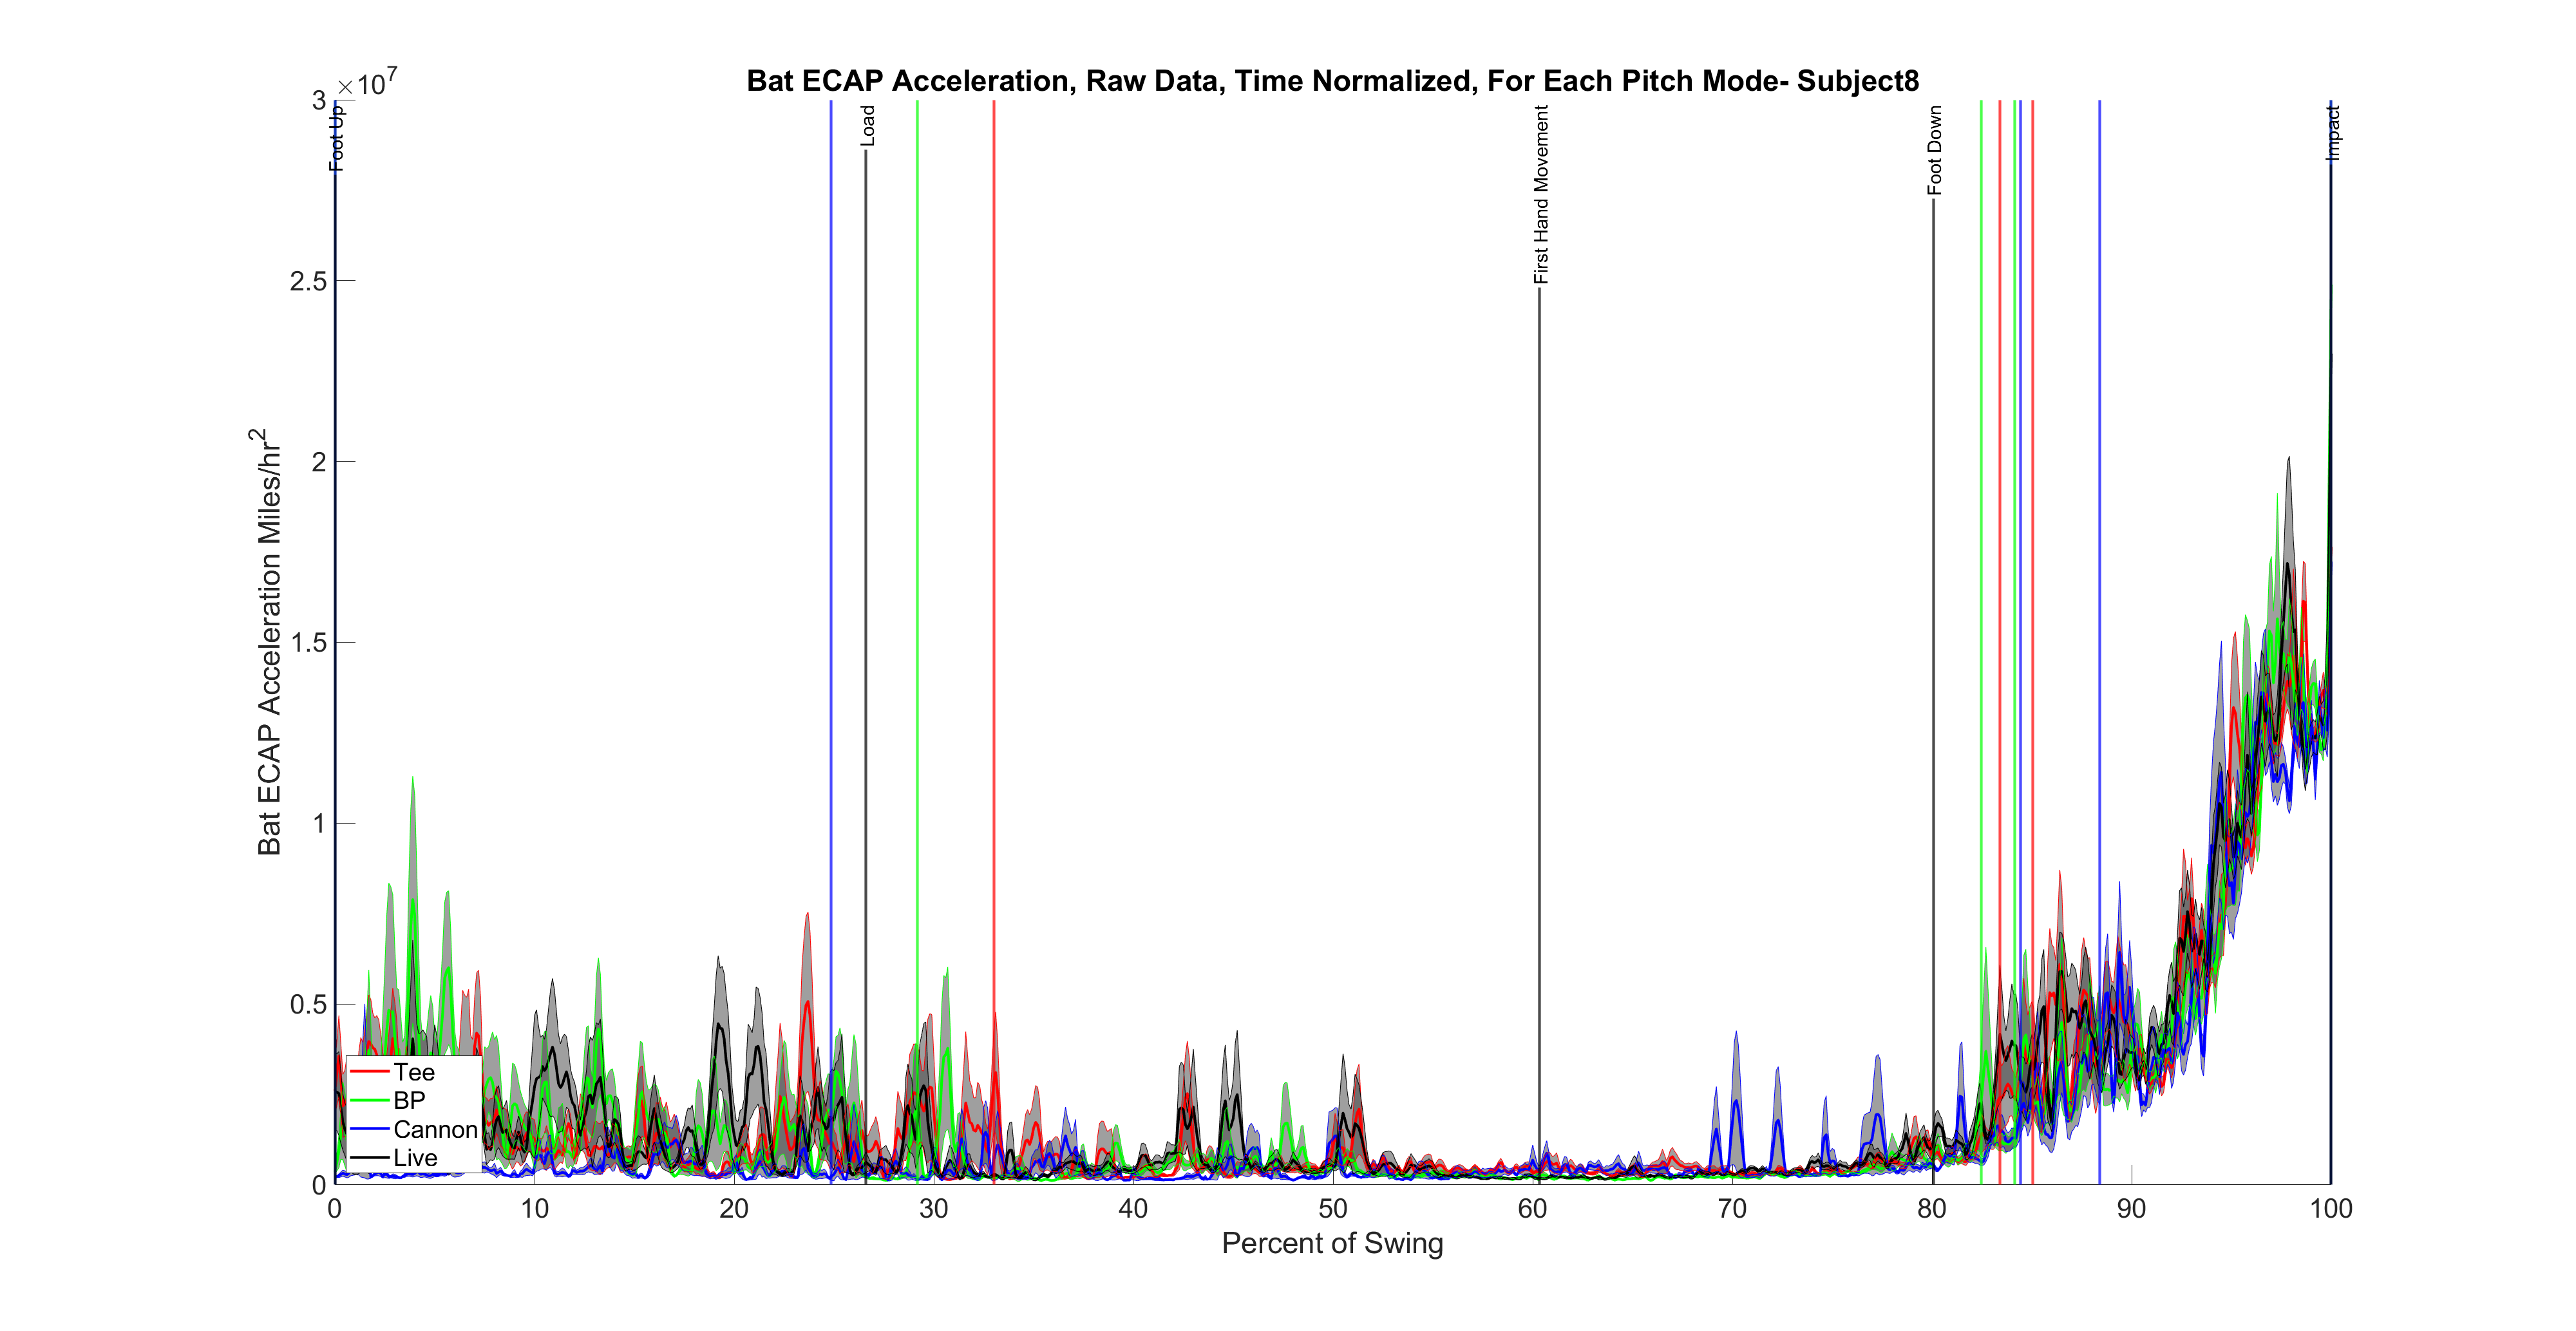 Bat ECAP Acceleration, Raw Data, Time Normalized, For Each Pitch Mode- Subject8
×10^7
3
2.5
2
1.5
1
0.5
0
Bat ECAP Acceleration Miles/hr^2
Foot Up
Load
First Hand Movement
Foot Down
Impact
Tee
BP
Cannon
Live
0 10 20 30 40 50 60 70 80 90 100
Percent of Swing